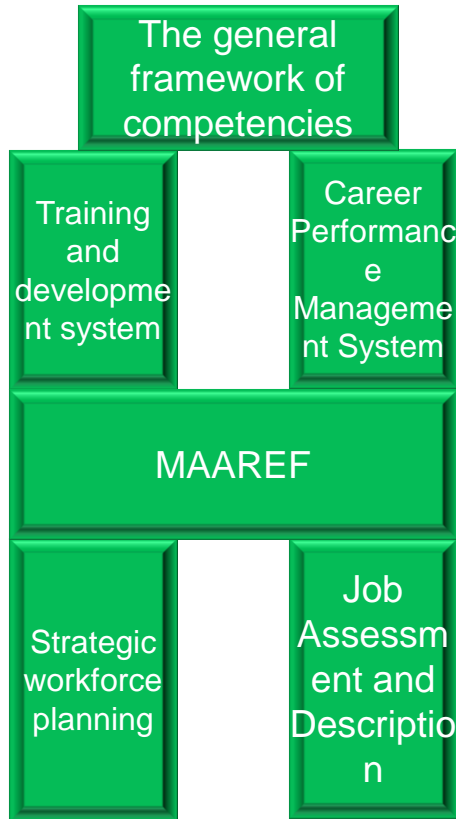 The general
framework of
competencies
Training
and
developme
nt system
Career
Performanc
e
Manageme
nt System
MAAREF
Strategic
workforce
planning
Job
Assessm
ent and
Descriptio
n